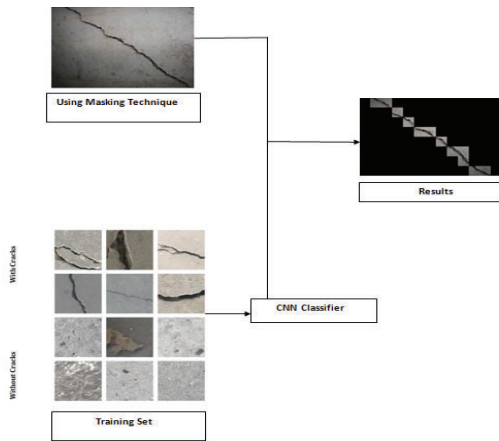 Using Masking Technique
Results
With Cracks
CNN Classifier
Without Cracks
Training Set